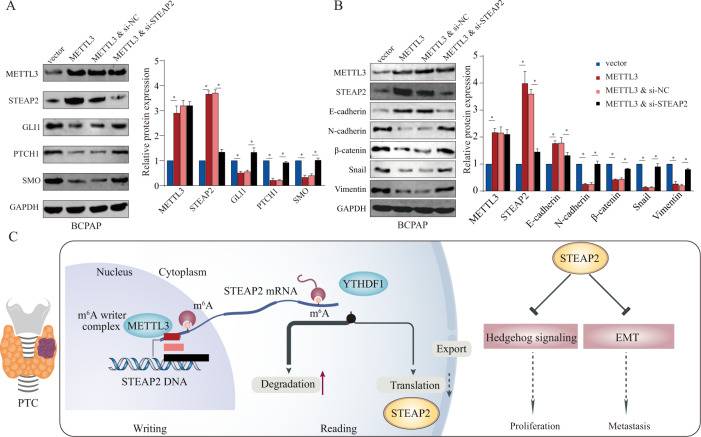 A
vector
METTL3
METTL3 & si-NC
METTL3 & si-STEAP2
METTL3
STEAP2
GLI1
PTCH1
SMO
GAPDH
BCPAP
Relative protein expression
5
4
3
2
1
0
*
*
*
*
*
*
*
*
*
METTL3
STEAP2
GLI1
PTCH1
SMO
B
vector
METTL3
METTL3 & si-NC
METTL3 & si-STEAP2
METTL3
STEAP2
E-cadherin
N-cadherin
β-catenin
Snail
Vimentin
GAPDH
BCPAP
Relative protein expression
5
4
3
2
1
0
*
*
*
*
*
*
*
*
*
*
*
*
*
METTL3
STEAP2
E-cadherin
N-cadherin
β-catenin
Snail
Vimentin
vector
METTL3
METTL3 & si-NC
METTL3 & si-STEAP2
C
PTC
Nucleus
Cytoplasm
m⁶A writer
complex
METTL3
m⁶A
STEAP2 mRNA
STEAP2 DNA
YTHDF1
m⁶A
Degradation
Translation
STEAP2
Export
Writing
Reading
STEAP2
Hedgehog signaling
EMT
Proliferation
Metastasis